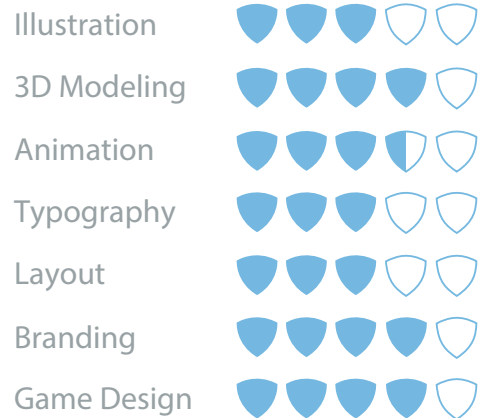 Illustration
3D Modeling
Animation
Typography
Layout
Branding
Game Design